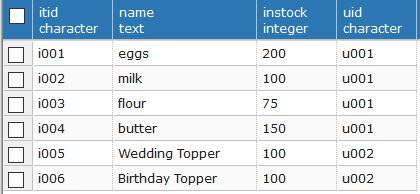 itid name instock uid
character text integer character
i001 eggs 200 u001
i002 milk 100 u001
i003 flour 75 u001
i004 butter 150 u001
i005 Wedding Topper 100 u002
i006 Birthday Topper 100 u002